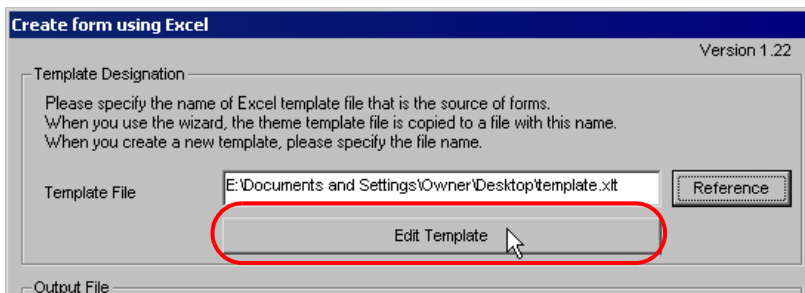 Create form using Excel
Version 1.22
Template Designation
Please specify the name of Excel template file that is the source of forms.
When you use the wizard, the theme template file is copied to a file with this name.
When you create a new template, please specify the file name.
Template File
E:\Documents and Settings\Owner\Desktop\template.xlt
Reference
Edit Template
Output File